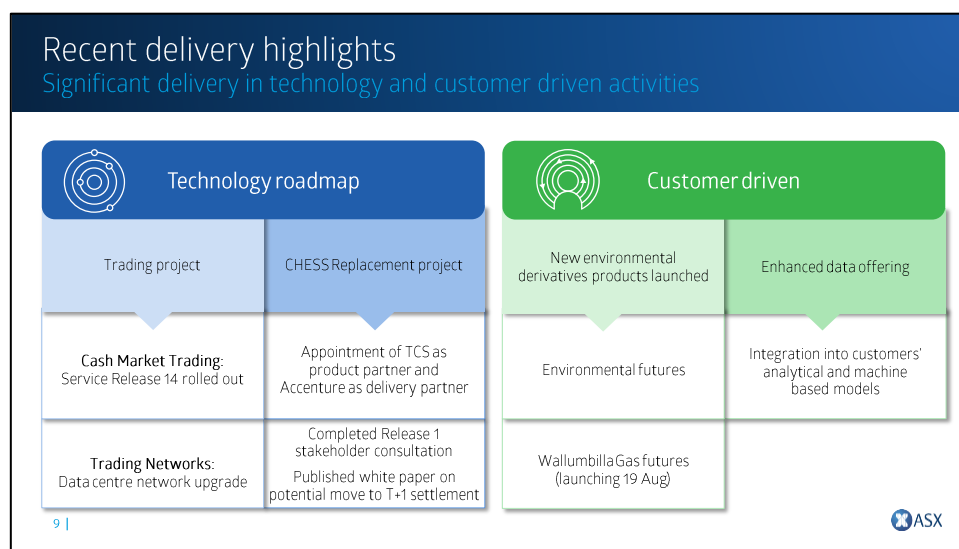 Recent delivery highlights
Significant delivery in technology and customer driven activities
Technology roadmap
Trading project
CHESS Replacement project
Cash Market Trading:
Service Release 14 rolled out
Appointment of TCS as
product partner and
Accenture as delivery partner
Trading Networks:
Data centre network upgrade
Completed Release 1
stakeholder consultation
Published white paper on
potential move to T+1 settlement
Customer driven
New environmental
derivatives products launched
Enhanced data offering
Environmental futures
Integration into customers'
analytical and machine
based models
Wallumbilla Gas futures
(launching 19 Aug)
9 |
ASX